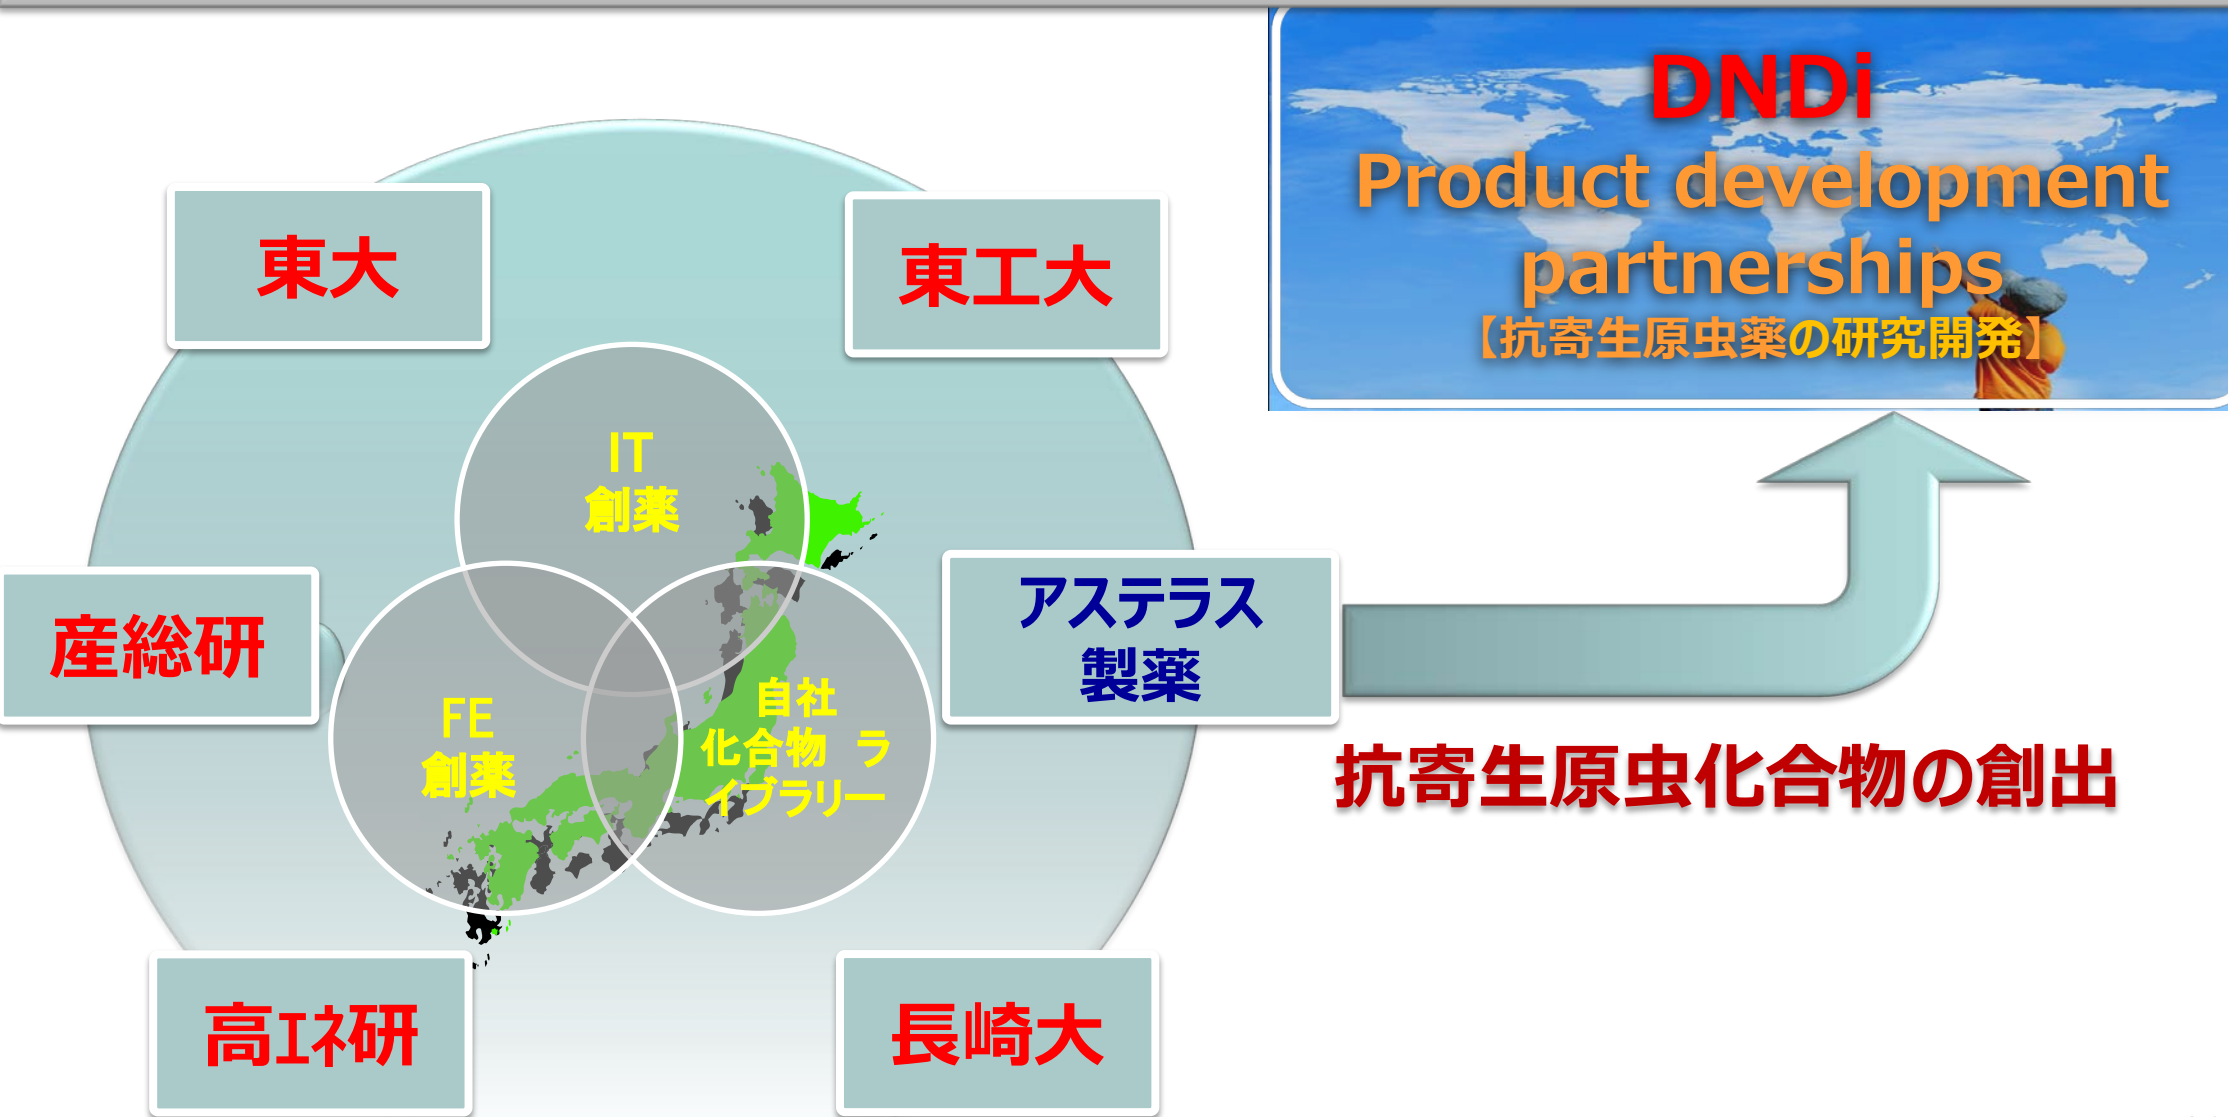 DNDi
Product development
partnerships
【抗寄生原虫薬の研究開発】
東大
東工大
IT
創薬
産総研
FE
創薬
自社
化合物 ラ
イブラリー
アステラス
製薬
抗寄生原虫化合物の創出
高ｴﾈ研
長崎大